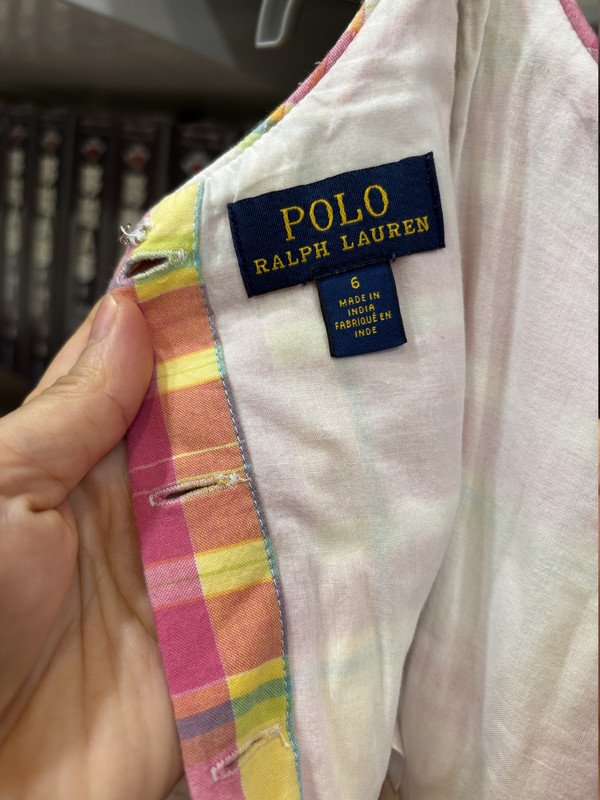 POLO
RALPH LAUREN
6
MADE IN
INDIA
FABRIQUÉ EN
INDE